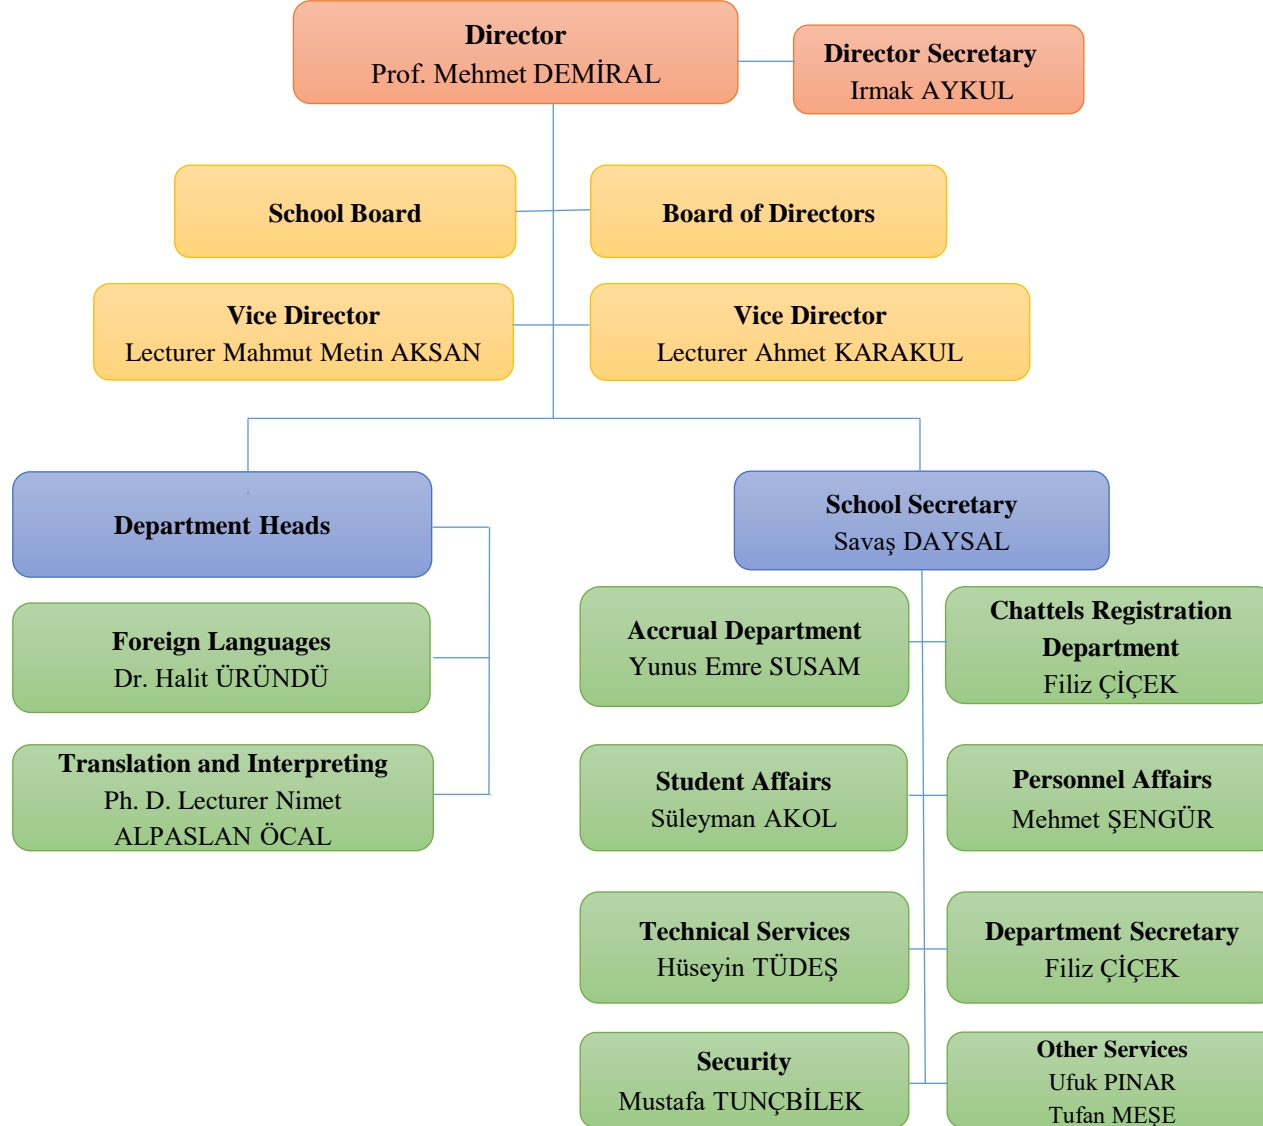 Director
Prof. Mehmet DEMİRAL
Director Secretary
Irmak AYKUL
School Board
Board of Directors
Vice Director
Lecturer Mahmut Metin AKSAN
Vice Director
Lecturer Ahmet KARAKUL
Department Heads
School Secretary
Savaş DAYSAL
Foreign Languages
Dr. Halit ÜRÜNDÜ
Translation and Interpreting
Ph. D. Lecturer Nimet
ALPASLAN ÖCAL
Accrual Department
Yunus Emre SUSAM
Chattels Registration
Department
Filiz ÇİÇEK
Student Affairs
Süleyman AKOL
Personnel Affairs
Mehmet ŞENGÜR
Technical Services
Hüseyin TÜDEŞ
Department Secretary
Filiz ÇİÇEK
Security
Mustafa TUNÇBİLEK
Other Services
Ufuk PINAR
Tufan MEŞE